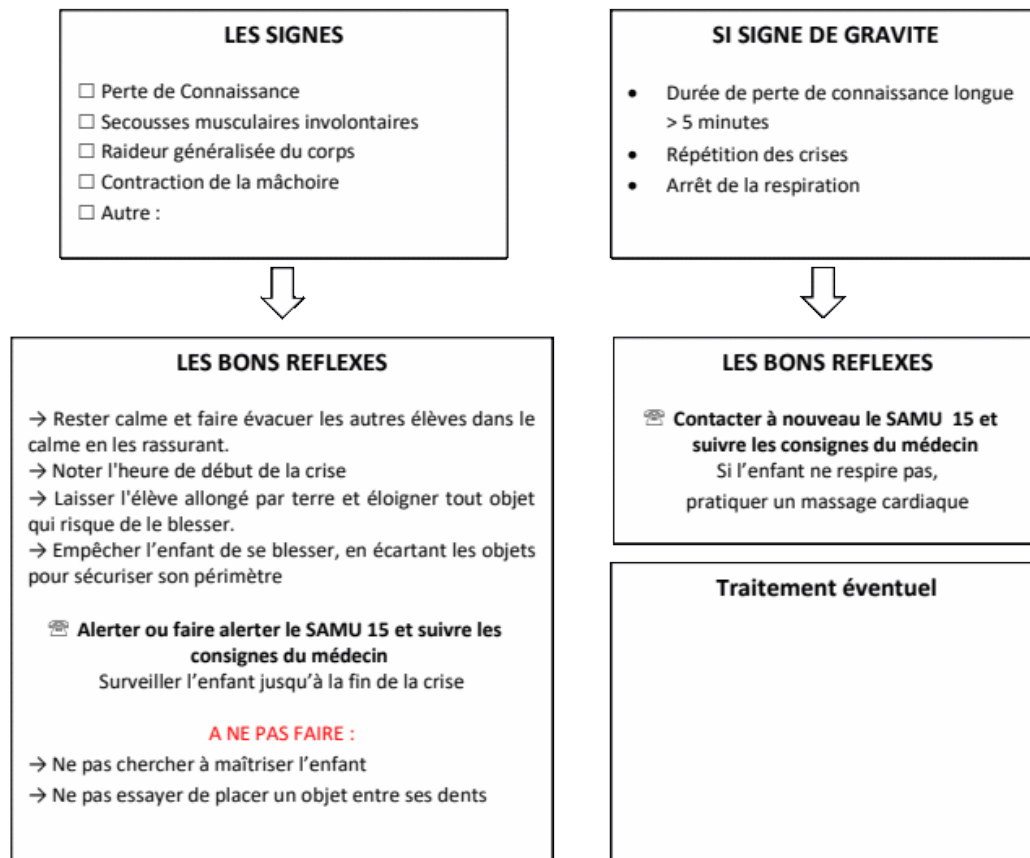 LES SIGNES
☐ Perte de Connaissance
☐ Secousses musculaires involontaires
☐ Raideur généralisée du corps
☐ Contraction de la mâchoire
☐ Autre :
SI SIGNE DE GRAVITE
• Durée de perte de connaissance longue
> 5 minutes
• Répétition des crises
• Arrêt de la respiration
LES BONS REFLEXES
→ Rester calme et faire évacuer les autres élèves dans le
calme en les rassurant.
→ Noter l'heure de début de la crise
→ Laisser l'élève allongé par terre et éloigner tout objet
qui risque de le blesser.
→ Empêcher l’enfant de se blesser, en écartant les objets
pour sécuriser son périmètre
☏ Alerter ou faire alerter le SAMU 15 et suivre les
consignes du médecin
Surveiller l’enfant jusqu’à la fin de la crise
A NE PAS FAIRE :
→ Ne pas chercher à maîtriser l’enfant
→ Ne pas essayer de placer un objet entre ses dents
LES BONS REFLEXES
☏ Contacter à nouveau le SAMU 15 et
suivre les consignes du médecin
Si l’enfant ne respire pas,
pratiquer un massage cardiaque
Traitement éventuel